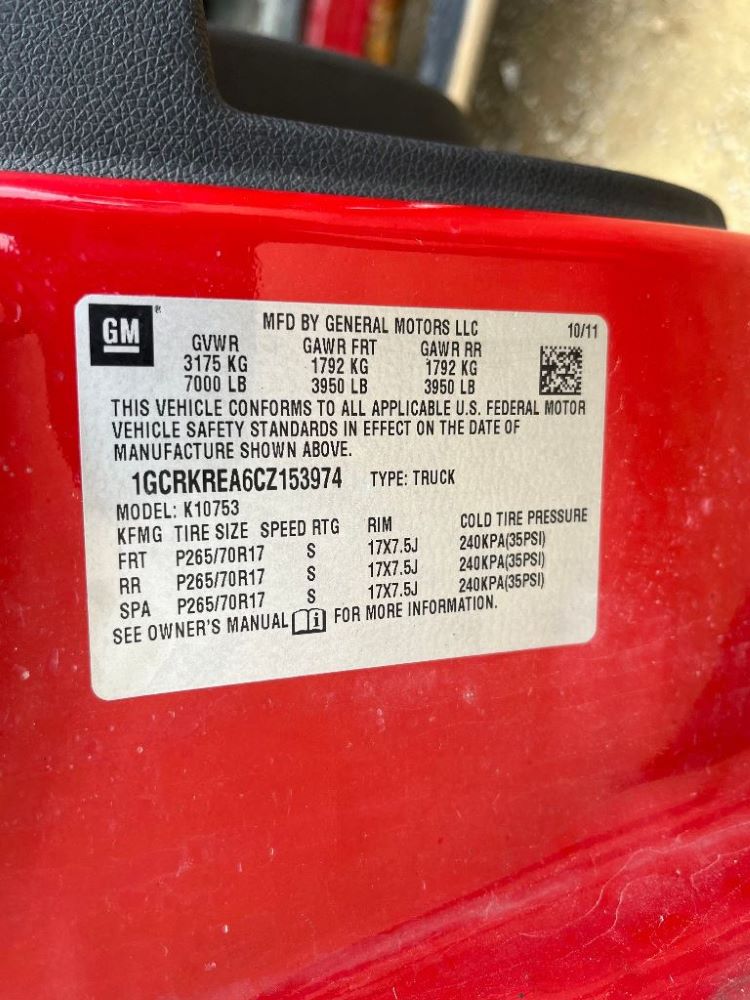 GM ®
MFD BY GENERAL MOTORS LLC 10/11
GVWR GAWR FRT GAWR RR
3175 KG 1792 KG 1792 KG
7000 LB 3950 LB 3950 LB
THIS VEHICLE CONFORMS TO ALL APPLICABLE U.S. FEDERAL MOTOR
VEHICLE SAFETY STANDARDS IN EFFECT ON THE DATE OF
MANUFACTURE SHOWN ABOVE.
1GCRKREA6CZ153974 TYPE: TRUCK
MODEL: K10753
KFMG TIRE SIZE SPEED RTG RIM COLD TIRE PRESSURE
FRT P265/70R17 S 17X7.5J 240KPA(35PSI)
RR P265/70R17 S 17X7.5J 240KPA(35PSI)
SPA P265/70R17 S 17X7.5J 240KPA(35PSI)
SEE OWNER'S MANUAL i FOR MORE INFORMATION.